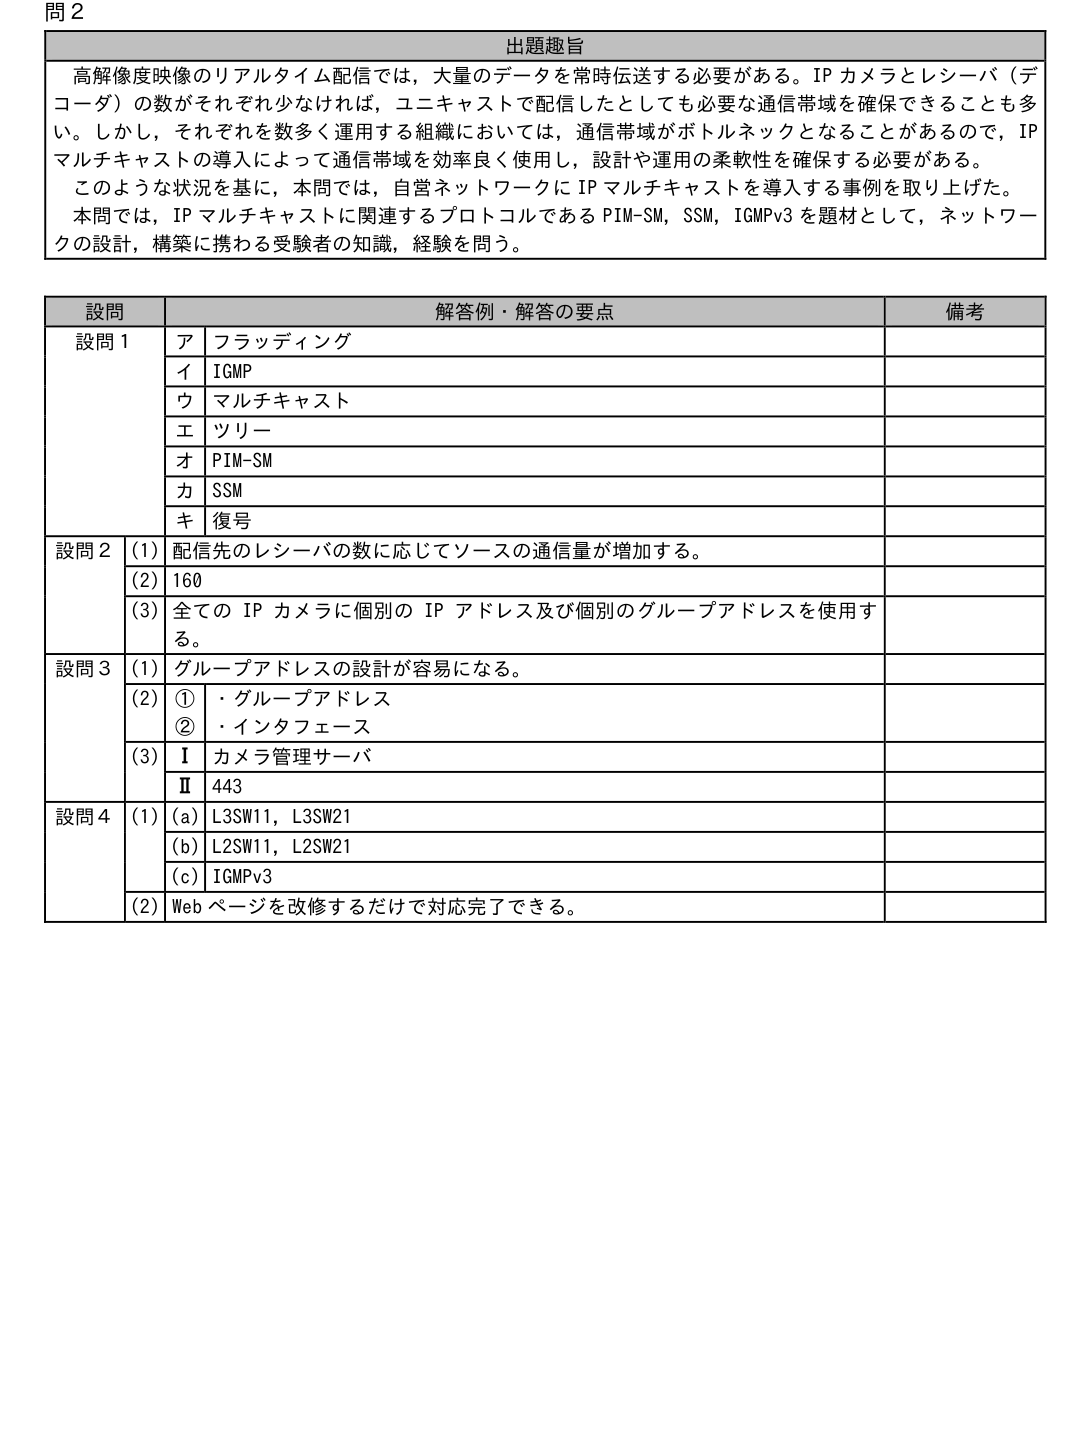 問２
出題趣旨
高解像度映像のリアルタイム配信では，大量のデータを常時伝送する必要がある。IP カメラとレシーバ（デ
コーダ）の数がそれぞれ少なければ，ユニキャストで配信したとしても必要な通信帯域を確保できることも多
い。しかし，それぞれを数多く運用する組織においては，通信帯域がボトルネックとなることがあるので，IP
マルチキャストの導入によって通信帯域を効率良く使用し，設計や運用の柔軟性を確保する必要がある。
このような状況を基に，本問では，自営ネットワークに IP マルチキャストを導入する事例を取り上げた。
本問では，IP マルチキャストに関連するプロトコルである PIM-SM，SSM，IGMPv3 を題材として，ネットワー
クの設計，構築に携わる受験者の知識，経験を問う。
設問 解答例・解答の要点 備考
設問１ ア フラッディング
イ IGMP
ウ マルチキャスト
エ ツリー
オ PIM-SM
カ SSM
キ 復号
設問２ (1) 配信先のレシーバの数に応じてソースの通信量が増加する。
(2) 160
(3) 全ての IP カメラに個別の IP アドレス及び個別のグループアドレスを使用す
る。
設問３ (1) グループアドレスの設計が容易になる。
(2) ① ・グループアドレス
② ・インタフェース
(3) Ⅰ カメラ管理サーバ
Ⅱ 443
設問４ (1) (a) L3SW11，L3SW21
(b) L2SW11，L2SW21
(c) IGMPv3
(2) Web ページを改修するだけで対応完了できる。